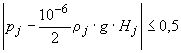 |p_j − 10^{−6}/2 ρ_j · g · H_j| ≤ 0,5